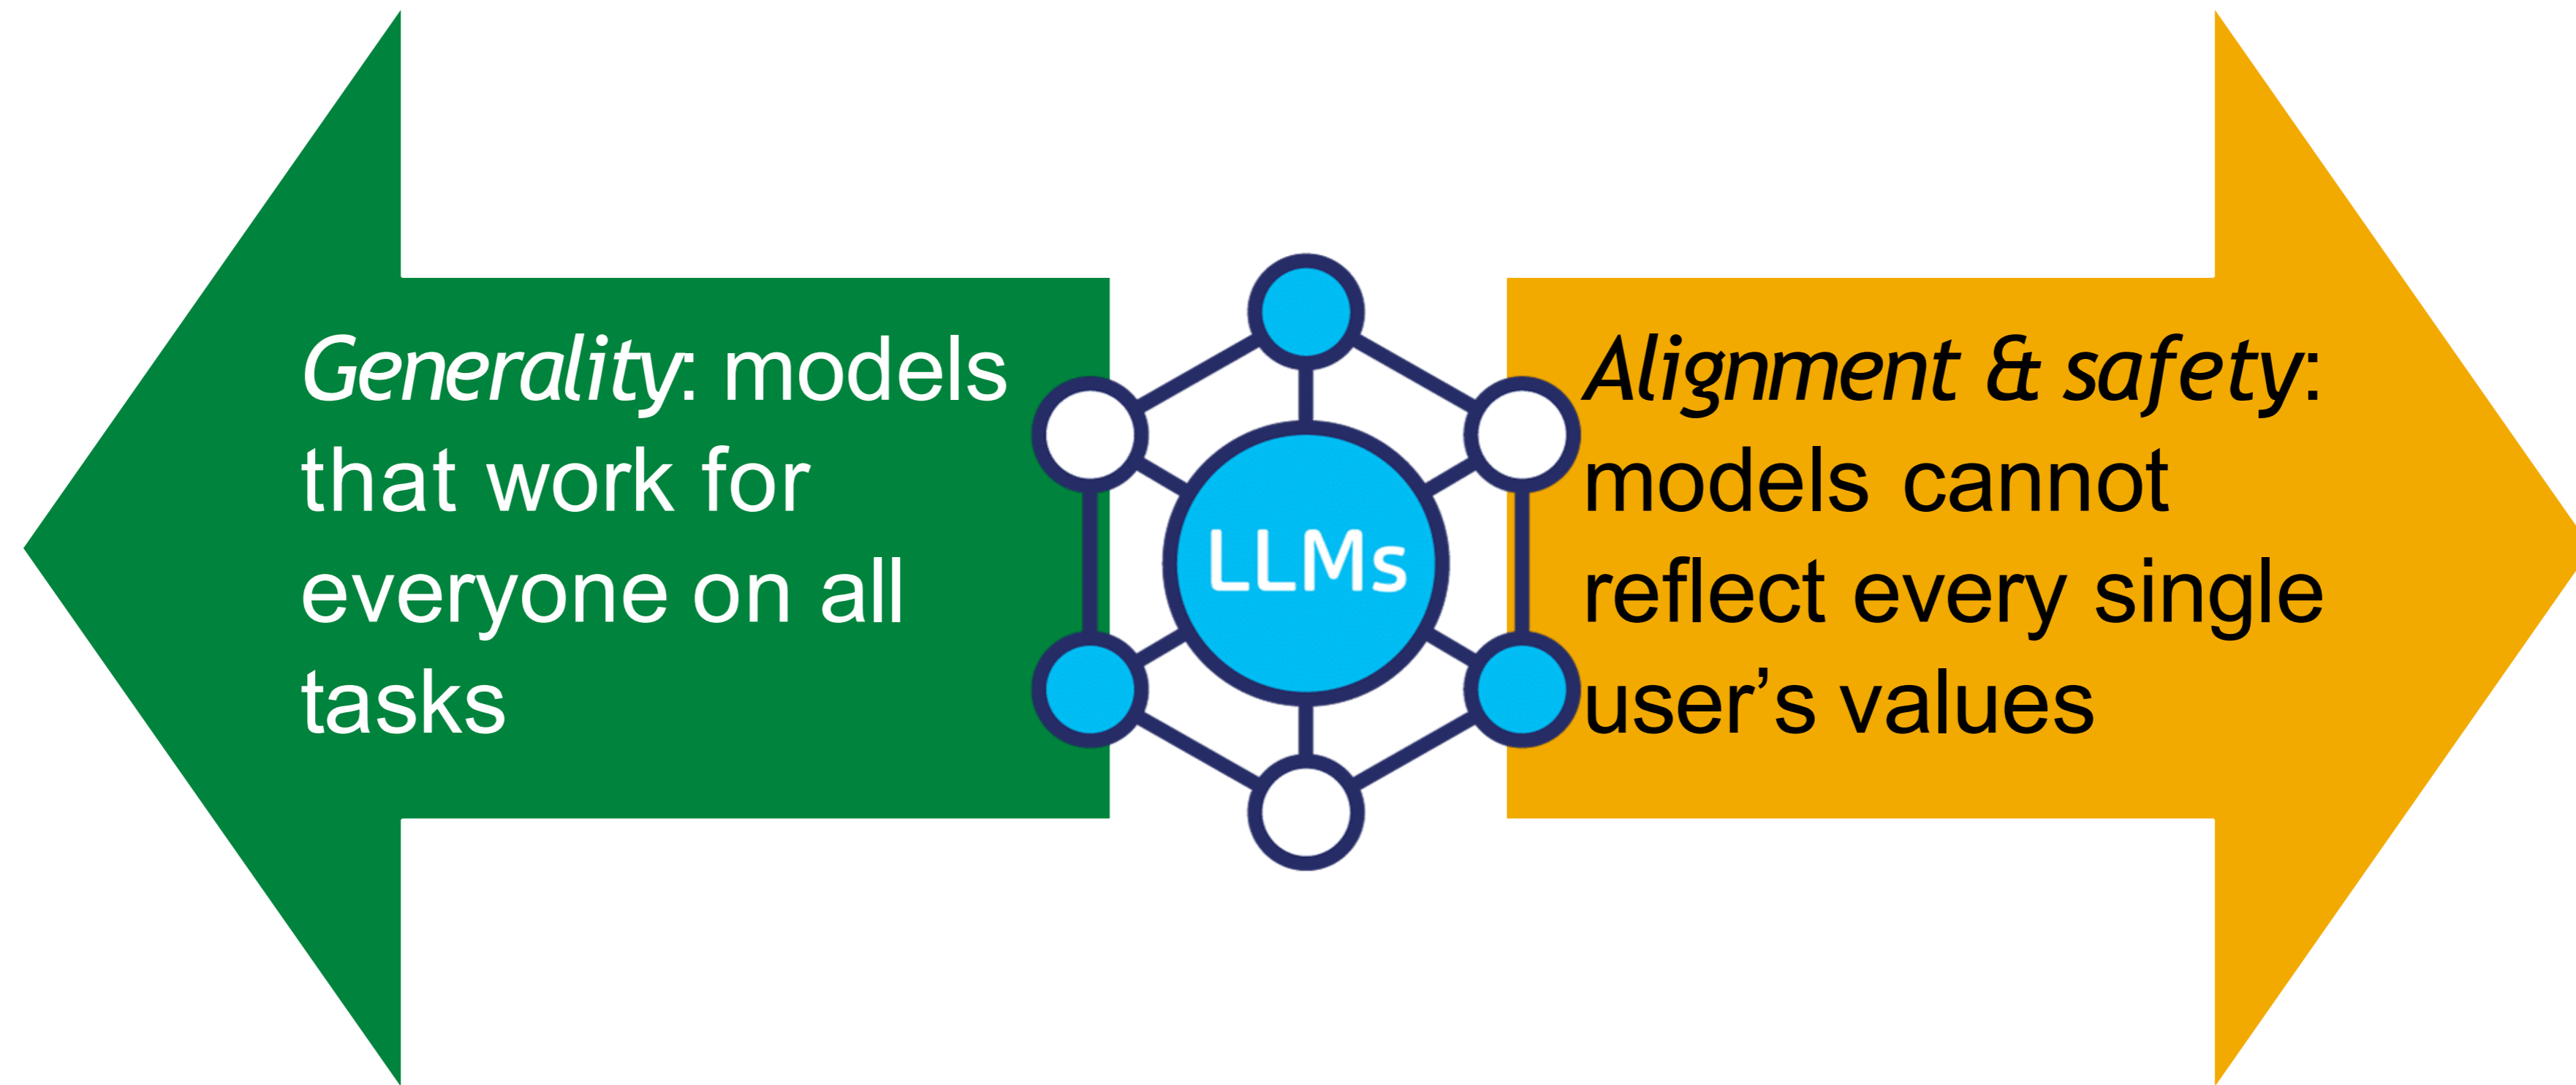 Generality: models
that work for
everyone on all
tasks
LLMs
Alignment & safety:
models cannot
reflect every single
user’s values